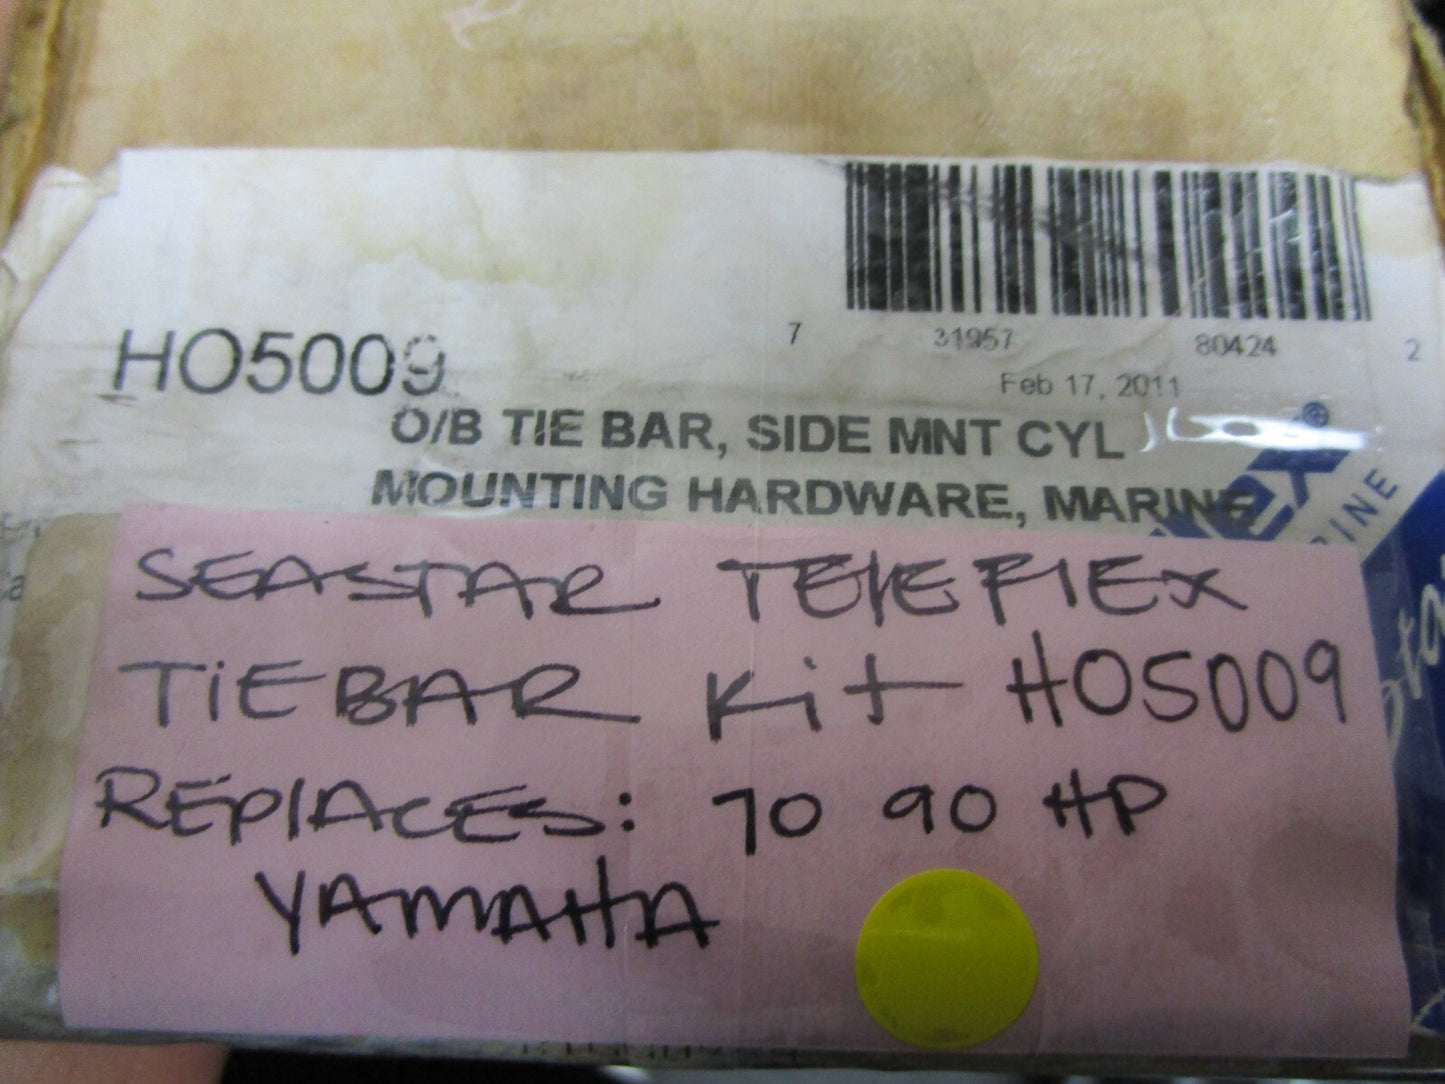 7 31957 80424 2
Feb 17, 2011
HO5009
O/B TIE BAR, SIDE MNT CYL
MOUNTING HARDWARE, MARINE
SEASTAR TELEFLEX
TIEBAR Kit HO5009
REPLACES: 70 90 HP
YAMAHA